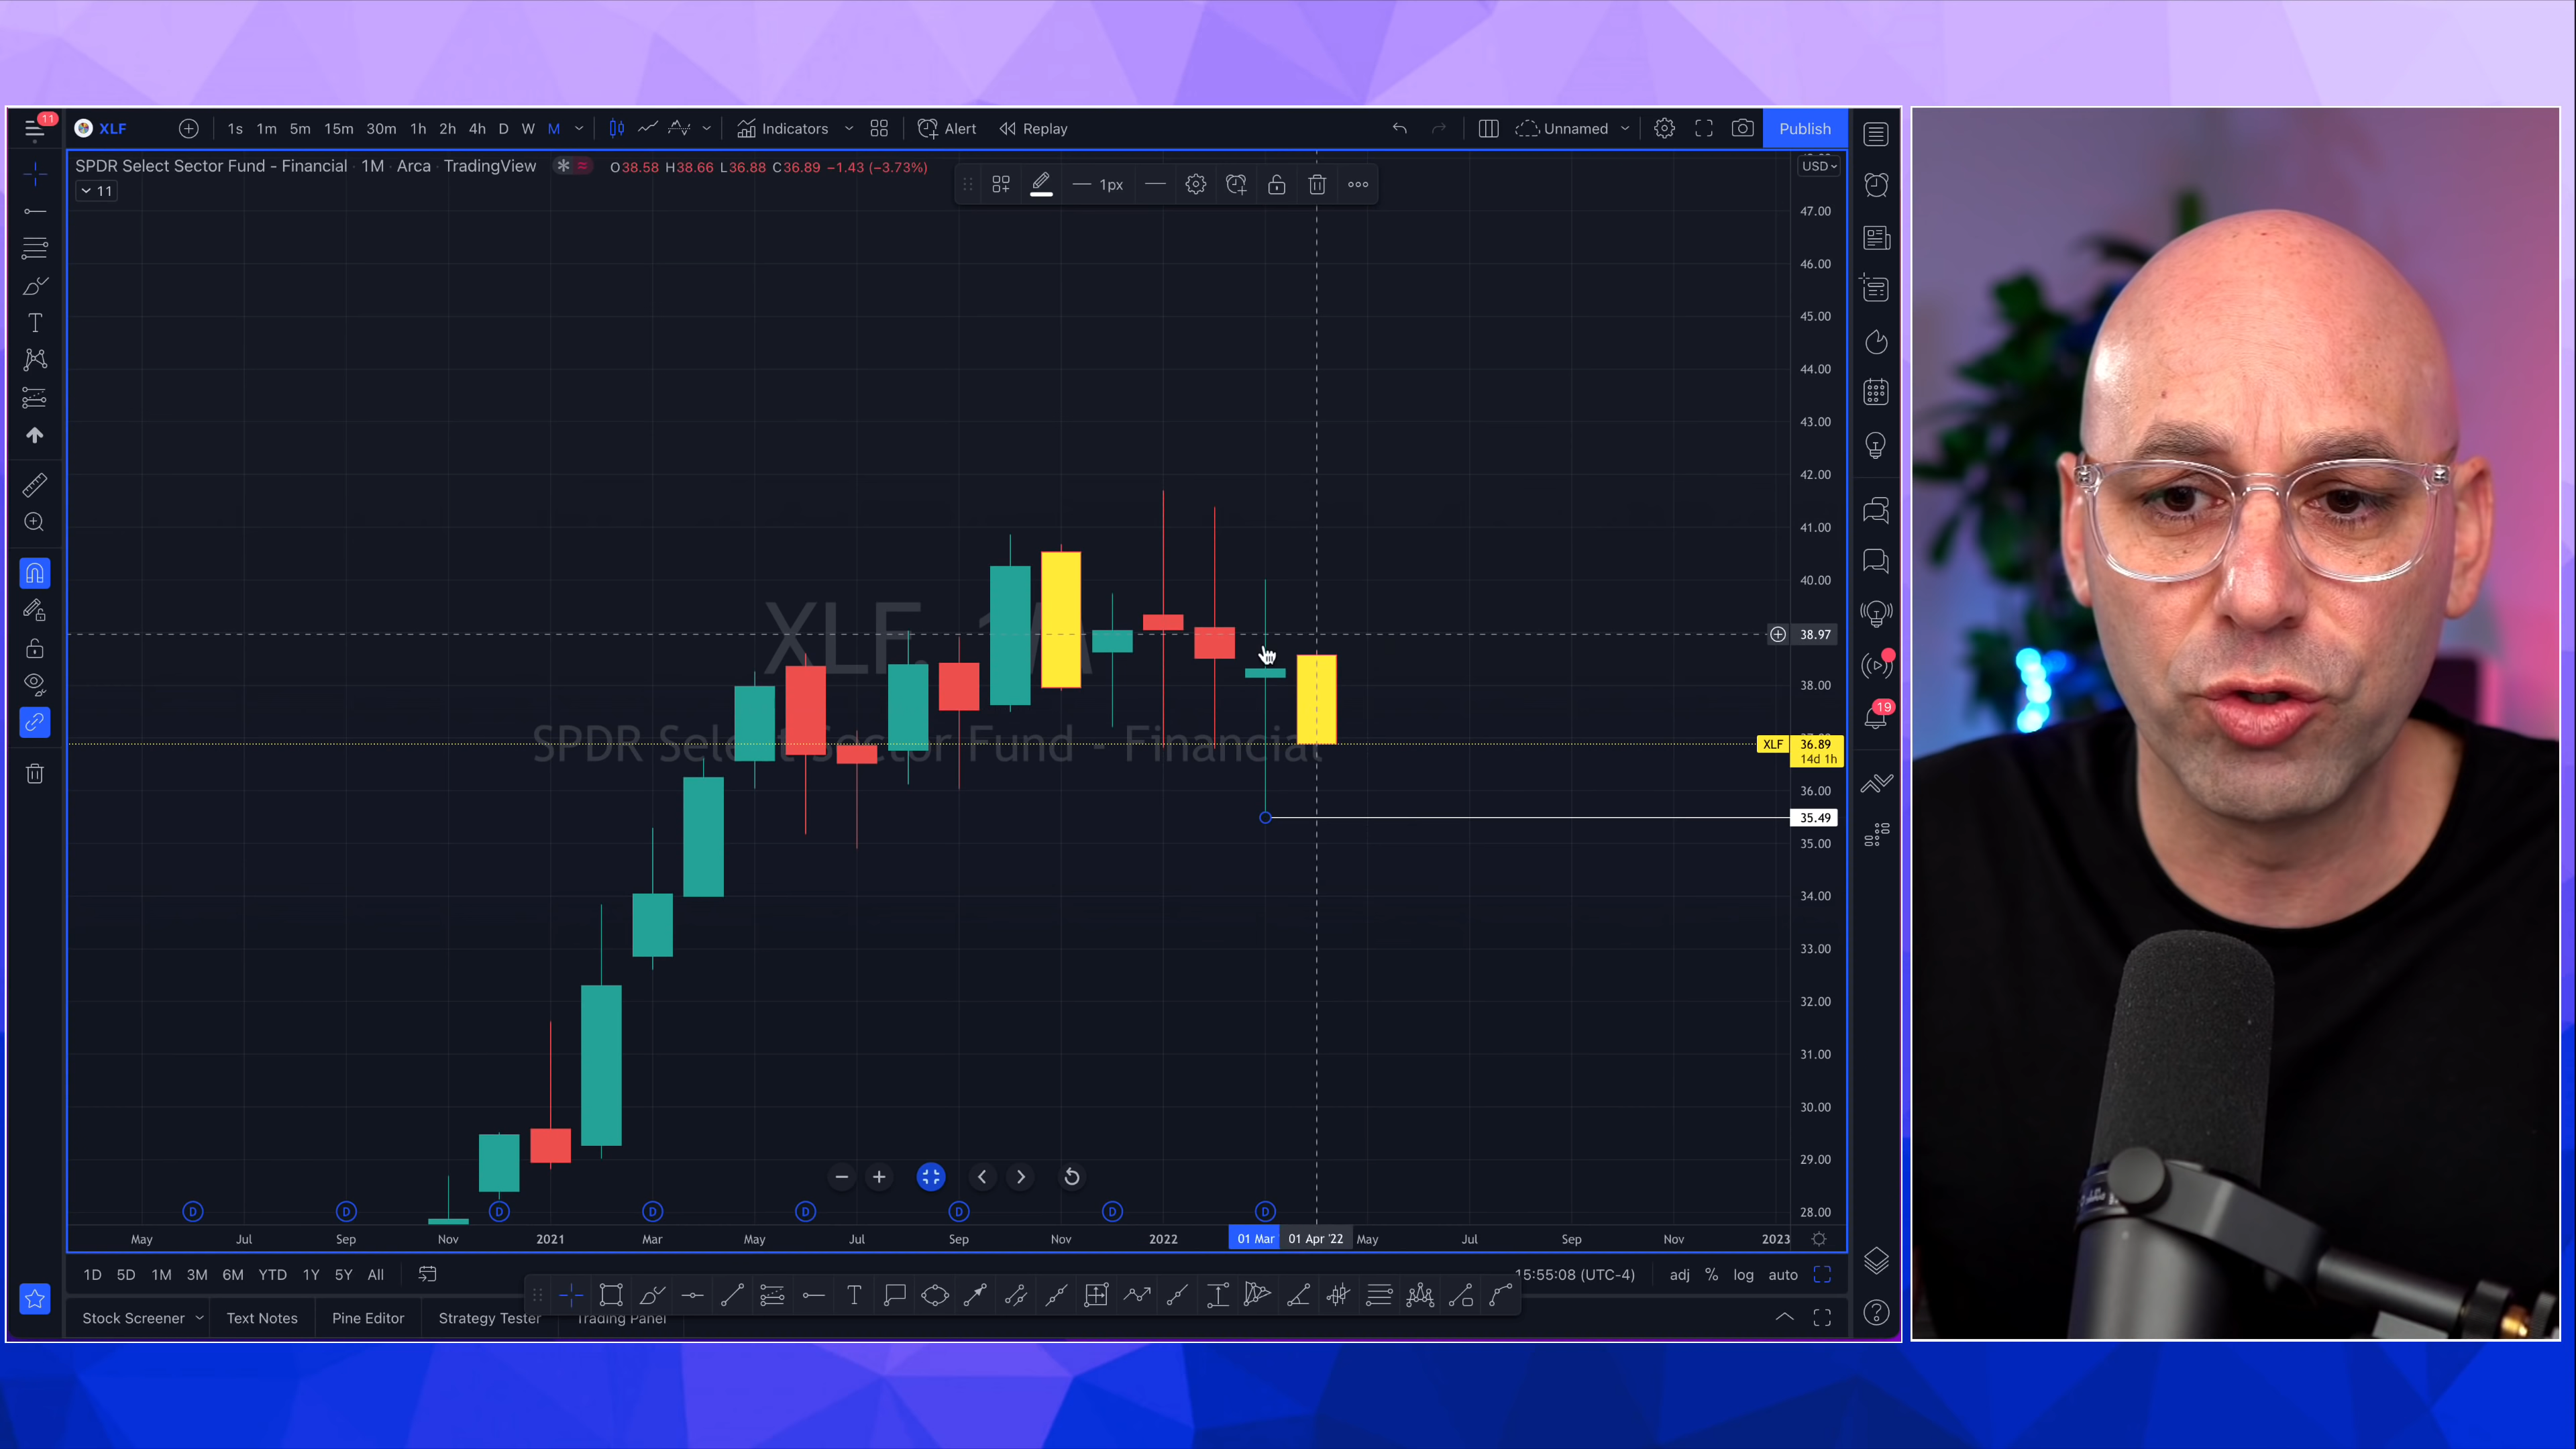 11
XLF
1s 1m 5m 15m 30m 1h 2h 4h D W M
Indicators
Alert
Replay
Unnamed
Publish
SPDR Select Sector Fund - Financial · 1M · Arca · TradingView
O38.58 H38.66 L36.88 C36.89 −1.43 (−3.73%)
1px
USD
11
47.00
46.00
45.00
44.00
43.00
42.00
41.00
40.00
38.97
38.00
XLF 36.89
14d 1h
36.00
35.49
35.00
34.00
33.00
32.00
31.00
30.00
29.00
28.00
XLF, 1M
SPDR Select Sector Fund - Financial
19
D D D D D D D D
May Jul Sep Nov 2021 Mar May Jul Sep Nov 2022 01 Mar 01 Apr '22 May Jul Sep Nov 2023
1D 5D 1M 3M 6M YTD 1Y 5Y All
15:55:08 (UTC-4)
adj % log auto
Stock Screener Text Notes Pine Editor Strategy Tester Trading Panel